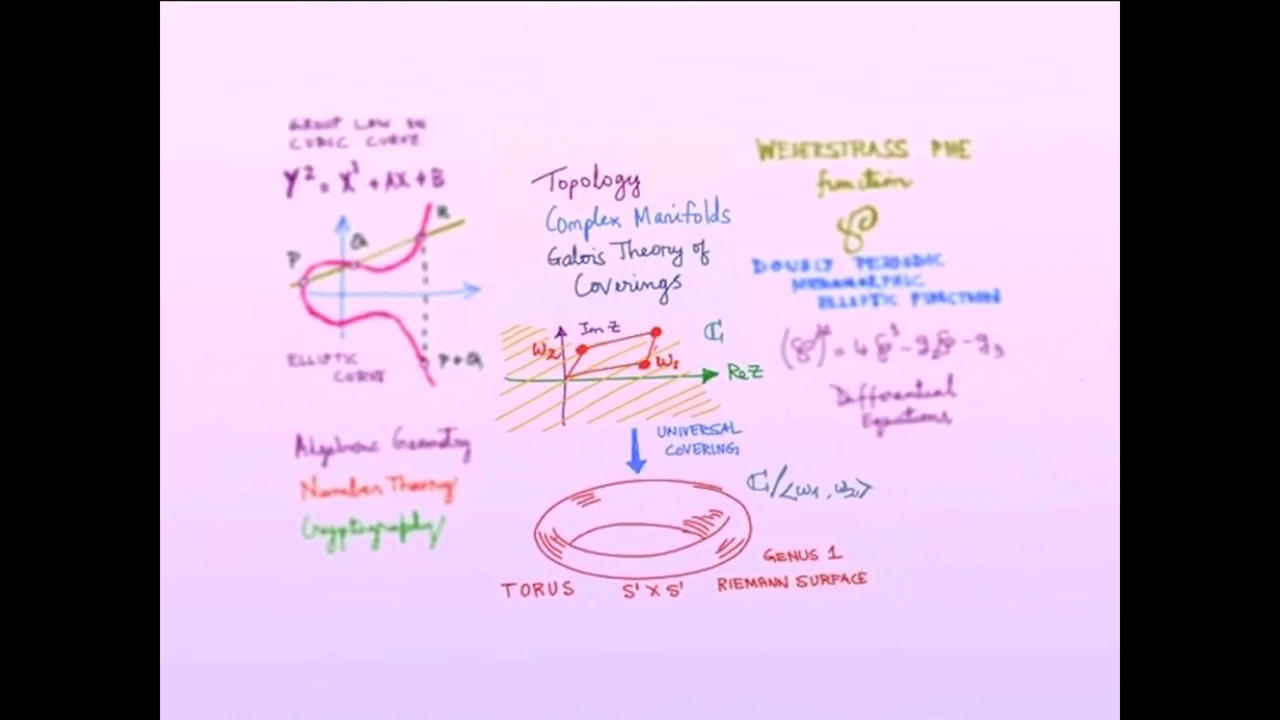 GROUP LAW ON
CUBIC CURVE
Y² = X³ + AX + B
R
Q
P
P+Q
ELLIPTIC
CURVE
Algebraic Geometry
Number Theory
Cryptography
Topology
Complex Manifolds
Galois Theory of
Coverings
Im Z
ℂ
ω2
ω1
Re Z
UNIVERSAL
COVERING
ℂ/<ω1, ω2>
GENUS 1
TORUS S¹ X S¹ RIEMANN SURFACE
WEIERSTRASS PHE
function
℘
DOUBLY PERIODIC
MEROMORPHIC
ELLIPTIC FUNCTION
(℘')² = 4℘³ - g₂℘ - g₃
Differential
Equations